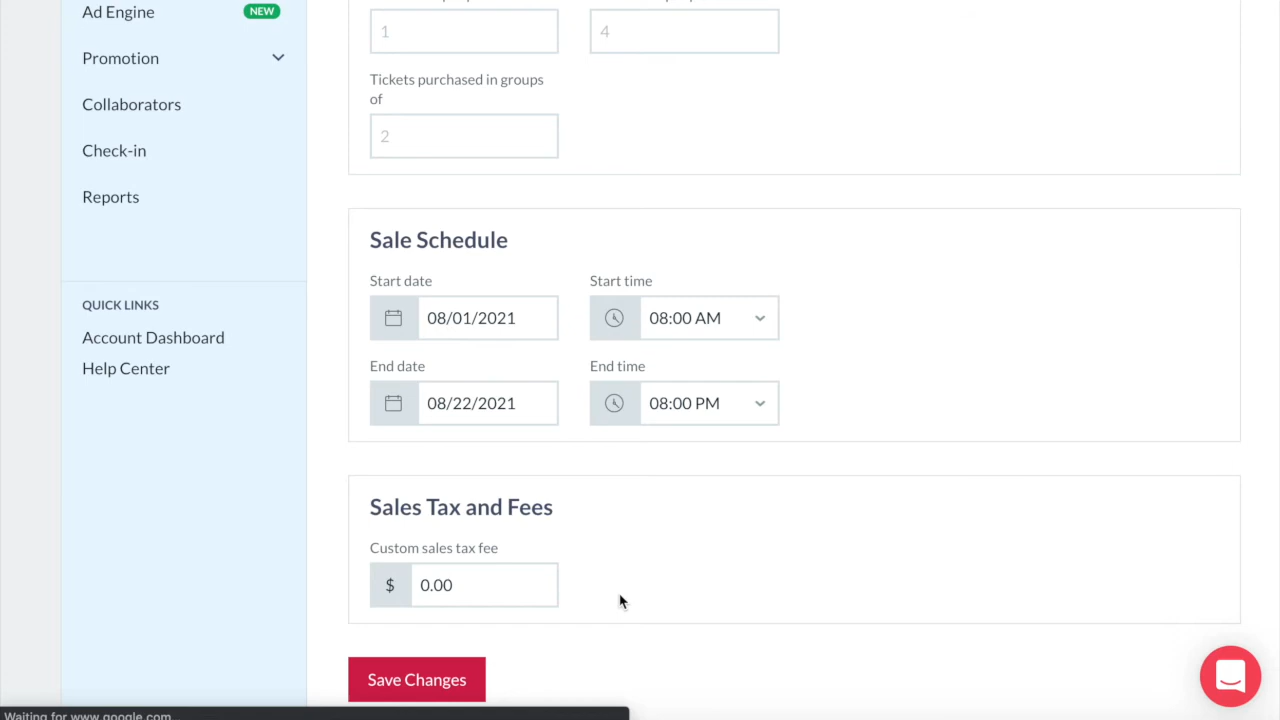 Ad Engine NEW
Promotion
Collaborators
Check-in
Reports
QUICK LINKS
Account Dashboard
Help Center
1
4
Tickets purchased in groups
of
2
Sale Schedule
Start date
Start time
08/01/2021
08:00 AM
End date
End time
08/22/2021
08:00 PM
Sales Tax and Fees
Custom sales tax fee
$ 0.00
Save Changes
Waiting for www.google.com...